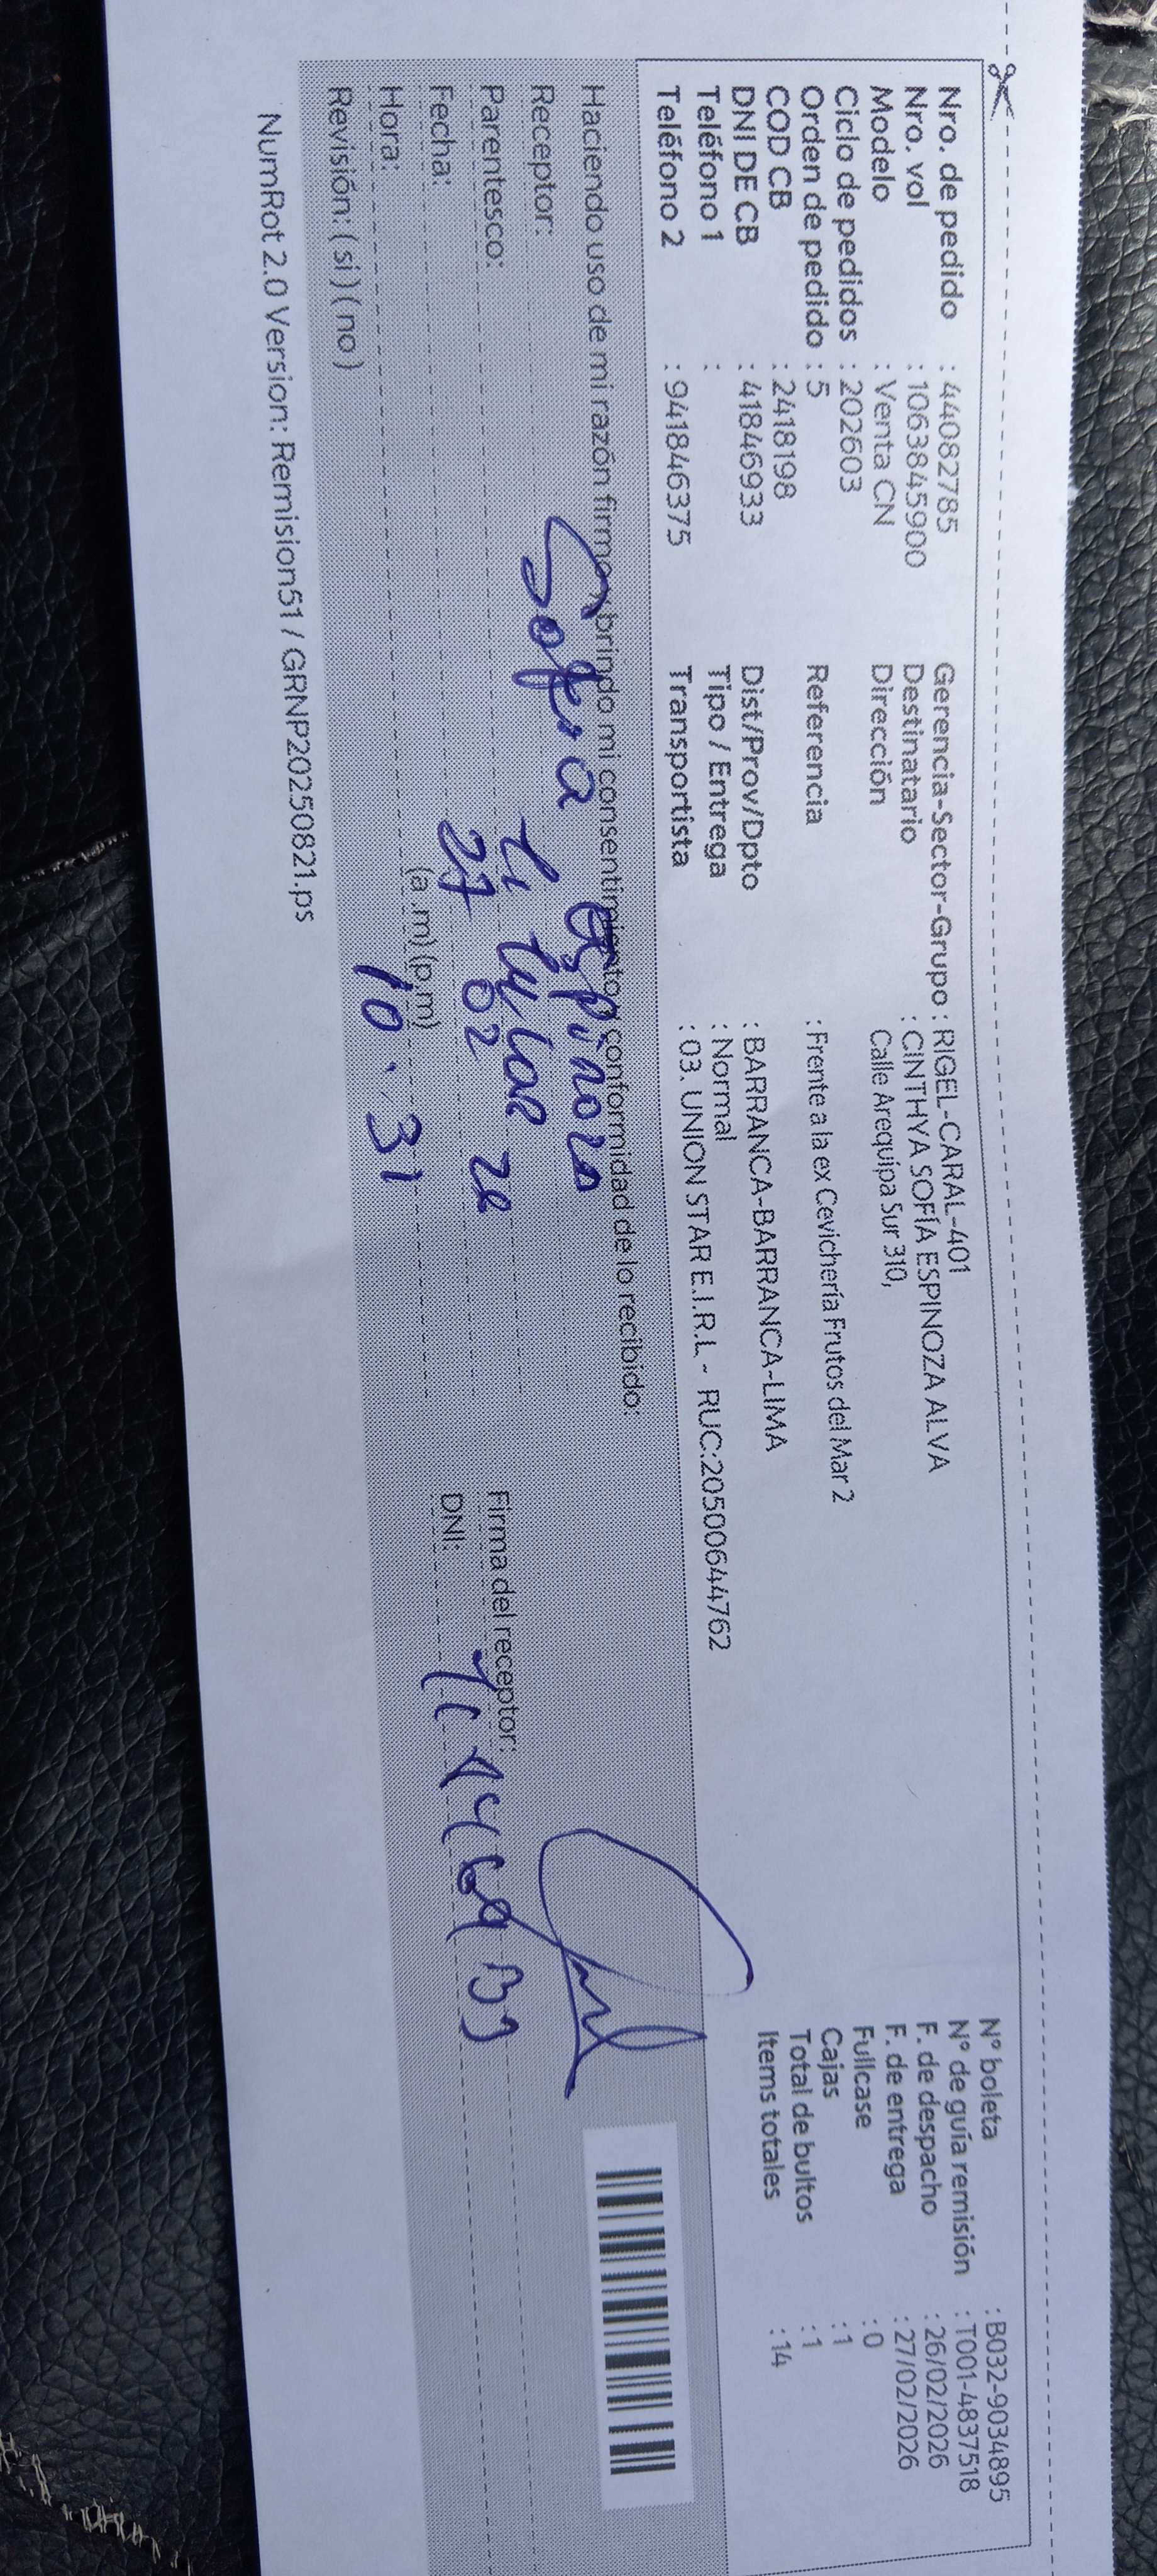 Nro. de pedido : 44082785
Nro. vol : 1063845900
Modelo : Venta CN
Ciclo de pedidos : 202603
Orden de pedido : 5
COD CB : 2418198
DNI DE CB : 41846933
Teléfono 1 :
Teléfono 2 : 941846375
Gerencia-Sector-Grupo : RIGEL-CARAL-401
Destinatario : CINTHYA SOFÍA ESPINOZA ALVA
Dirección Calle Arequipa Sur 310,
Referencia : Frente a la ex Cevichería Frutos del Mar 2
Dist/Prov/Dpto : BARRANCA-BARRANCA-LIMA
Tipo / Entrega : Normal
Transportista : 03. UNION STAR E.I.R.L. - RUC:20500644762
N° boleta : B032-9034895
N° de guía remisión : T001-4837518
F. de despacho : 26/02/2026
F. de entrega : 27/02/2026
Fullcase : 0
Cajas : 1
Total de bultos : 1
Items totales : 14
Haciendo uso de mi razón firmo y brindo mi consentimiento y conformidad de lo recibido:
Receptor: Sofia Espinoza
Parentesco:
Fecha: 27 02
Hora: (a.m) (p,m) 10 . 31
Revisión: ( si ) ( no )
Firma del receptor:
DNI:
NumRot 2.0 Version: Remision51 / GRNP20250821.ps